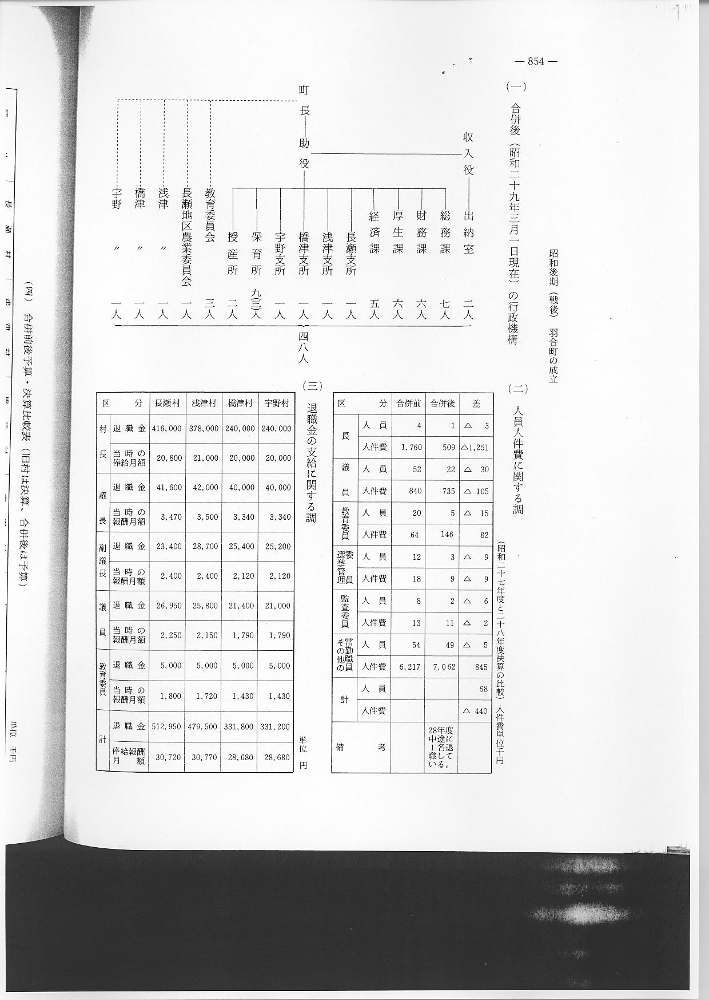 — 854 —
昭和後期（戦後） 羽合町の成立
（一） 合併後（昭和二十九年三月一日現在）の行政機構
町長
助役
収入役
出納室 二人
総務課 七人
財務課 六人
厚生課 六人
経済課 五人
長瀬支所 一人
浅津支所 一人
橋津支所 一人
宇野支所 一人
保育所 九(三)人
授産所 二人
教育委員会 三人
長瀬地区農業委員会 一人
浅津 〃 一人
橋津 〃 一人
宇野 〃 一人
四八人
（二） 人員人件費に関する調
（昭和二十七年度と二十八年度決算の比較）人件費単位千円
区分 合併前 合併後 差
長 人員 4 1 △ 3
人件費 1,760 509 △1,251
議員 人員 52 22 △ 30
人件費 840 735 △ 105
教育委員 人員 20 5 △ 15
人件費 64 146 82
選挙管理委員 人員 12 3 △ 9
人件費 18 9 △ 9
監査委員 人員 8 2 △ 6
人件費 13 11 △ 2
その他の常勤職員 人員 54 49 △ 5
人件費 6,217 7,062 845
計 人員 68
人件費 △ 440
備考 28年度中途に1名退職している。
（三） 退職金の支給に関する調
単位 円
区分 長瀬村 浅津村 橋津村 宇野村
村長 退職金 416,000 378,000 240,000 240,000
当時の俸給月額 20,800 21,000 20,000 20,000
議長 退職金 41,600 42,000 40,000 40,000
当時の報酬月額 3,470 3,500 3,340 3,340
副議長 退職金 23,400 28,700 25,400 25,200
当時の報酬月額 2,400 2,400 2,120 2,120
議員 退職金 26,950 25,800 21,400 21,000
当時の報酬月額 2,250 2,150 1,790 1,790
教育委員 退職金 5,000 5,000 5,000 5,000
当時の報酬月額 1,800 1,720 1,430 1,430
計 退職金 512,950 479,500 331,800 331,200
俸給報酬月額 30,720 30,770 28,680 28,680
（四） 合併前後予算・決算比較表（旧村は決算、合併後は予算）
単位 千円
長瀬村